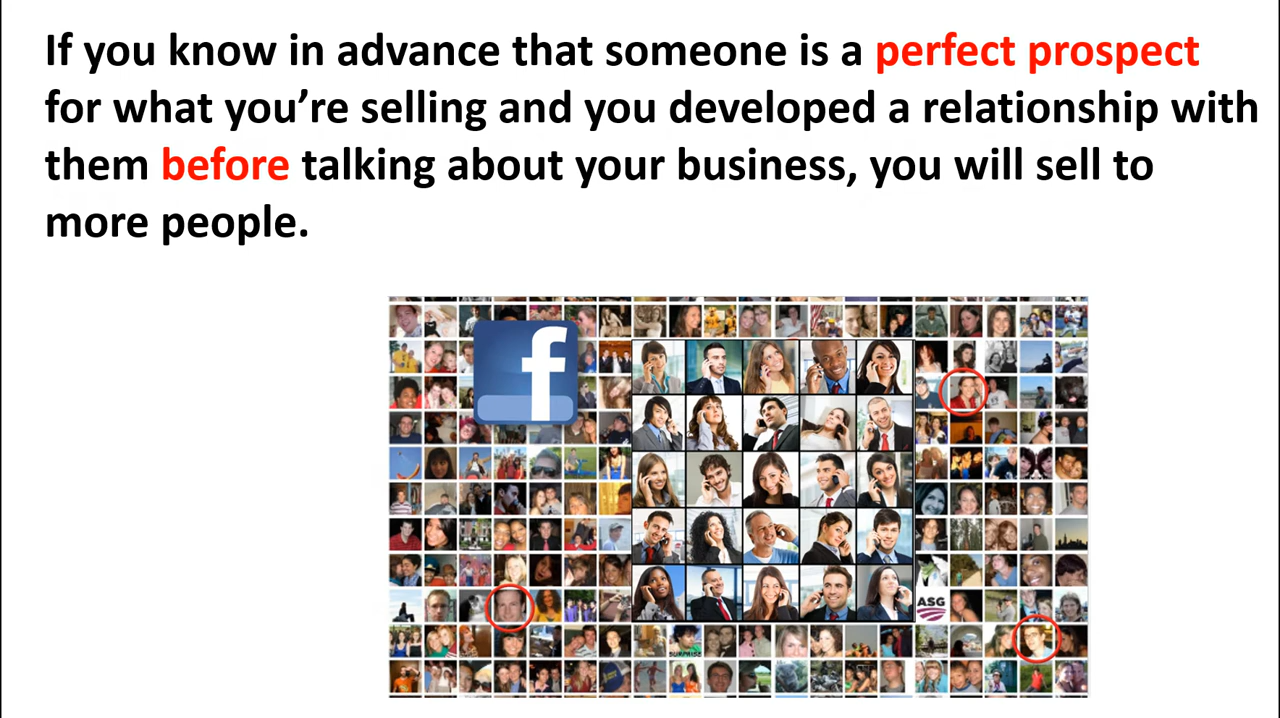 If you know in advance that someone is a perfect prospect
for what you’re selling and you developed a relationship with
them before talking about your business, you will sell to
more people.
f
ASG
SURPRISE